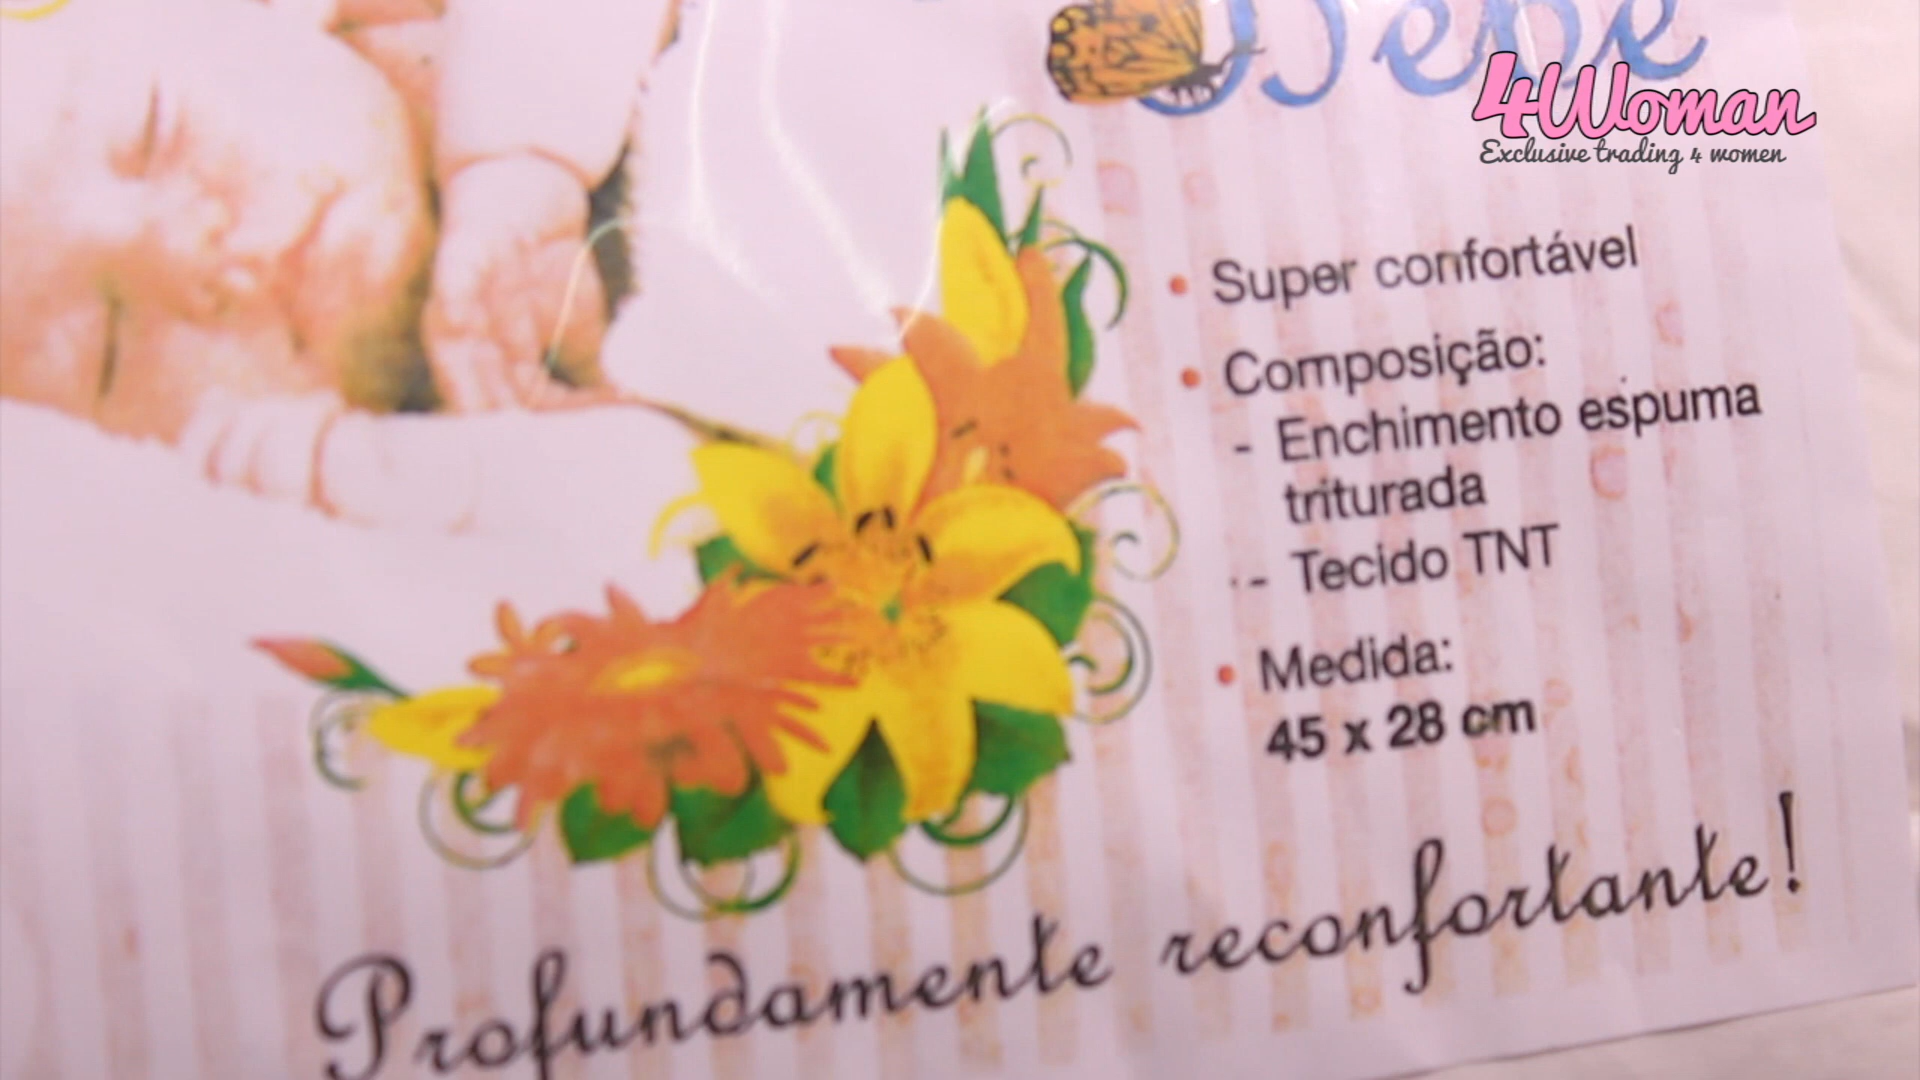 Bebê
4Woman
Exclusive trading 4 women
• Super confortável
• Composição:
- Enchimento espuma
triturada
- Tecido TNT
• Medida:
45 x 28 cm
Profundamente reconfortante!